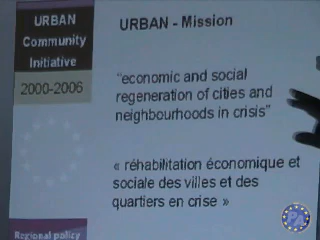 URBAN
Community
Initiative
2000-2006
URBAN - Mission
"economic and social
regeneration of cities and
neighbourhoods in crisis"
« réhabilitation économique et
sociale des villes et des
quartiers en crise »
Regional policy